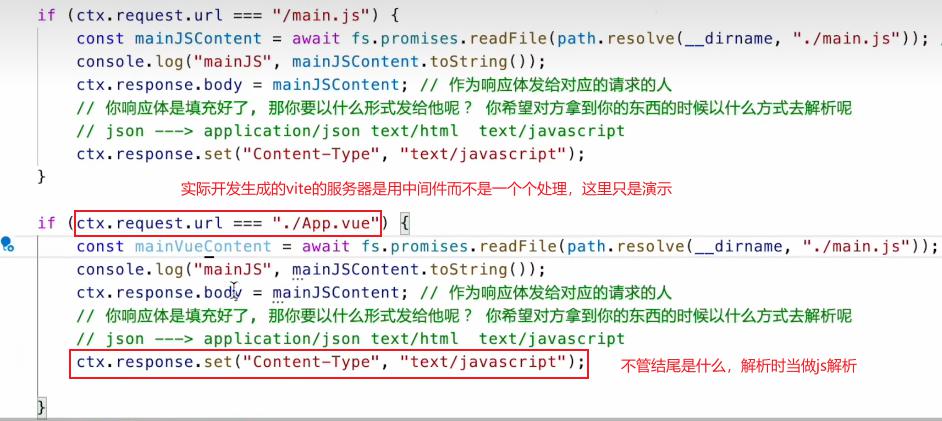 if (ctx.request.url === "/main.js") {
const mainJSContent = await fs.promises.readFile(path.resolve(__dirname, "./main.js")); /
console.log("mainJS", mainJSContent.toString());
ctx.response.body = mainJSContent; // 作为响应体发给对应的请求的人
// 你响应体是填充好了, 那你要以什么形式发给他呢？ 你希望对方拿到你的东西的时候以什么方式去解析呢
// json ---> application/json text/html  text/javascript
ctx.response.set("Content-Type", "text/javascript");
}
实际开发生成的vite的服务器是用中间件而不是一个个处理，这里只是演示
if (ctx.request.url === "./App.vue") {
const mainVueContent = await fs.promises.readFile(path.resolve(__dirname, "./main.js"));
console.log("mainJS", mainJSContent.toString());
ctx.response.body = mainJSContent; // 作为响应体发给对应的请求的人
// 你响应体是填充好了, 那你要以什么形式发给他呢？ 你希望对方拿到你的东西的时候以什么方式去解析呢
// json ---> application/json text/html  text/javascript
ctx.response.set("Content-Type", "text/javascript"); 不管结尾是什么，解析时当做js解析
}